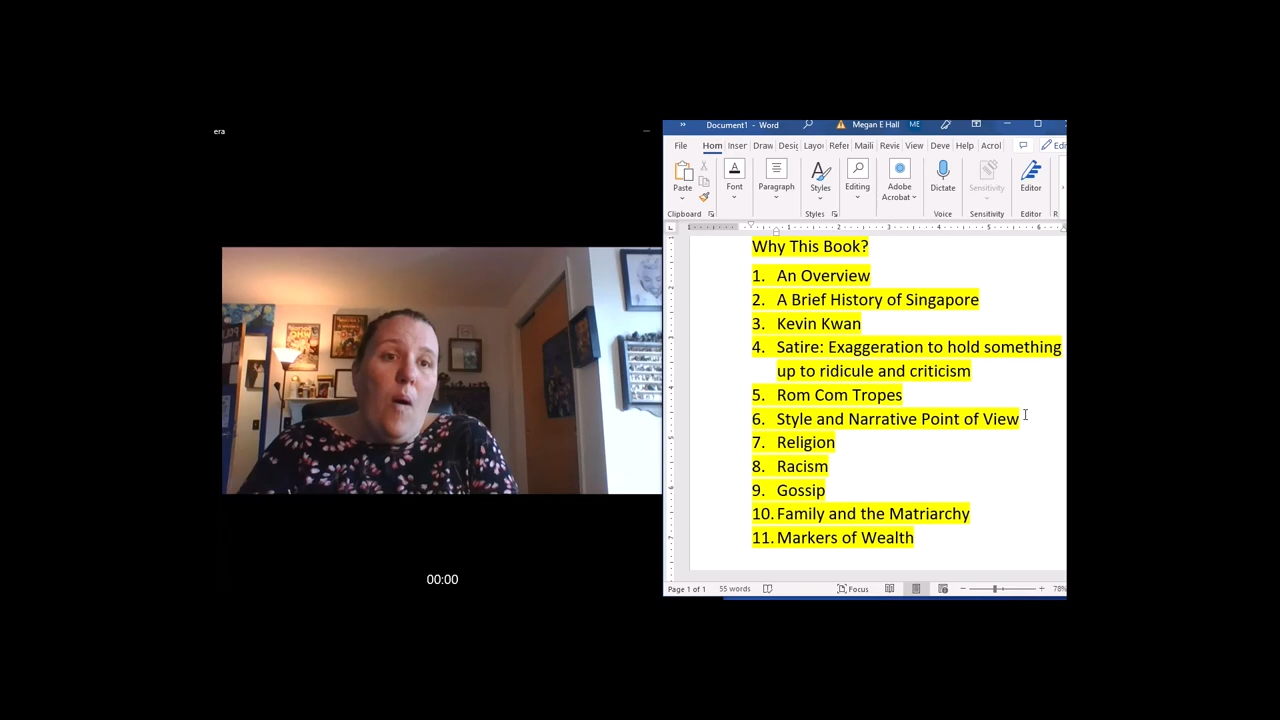 era
Document1 - Word
Megan E Hall
ME
File
Hom
Inser
Draw
Desig
Layou
Refer
Maili
Revie
View
Deve
Help
Acrol
Edi
Paste
Font
Paragraph
Styles
Editing
Adobe
Acrobat
Dictate
Sensitivity
Editor
Clipboard
Styles
Voice
Sensitivity
Editor
R
Why This Book?
1. An Overview
2. A Brief History of Singapore
3. Kevin Kwan
4. Satire: Exaggeration to hold something
up to ridicule and criticism
5. Rom Com Tropes
6. Style and Narrative Point of View
7. Religion
8. Racism
9. Gossip
10. Family and the Matriarchy
11. Markers of Wealth
00:00
Page 1 of 1
55 words
Focus
78%